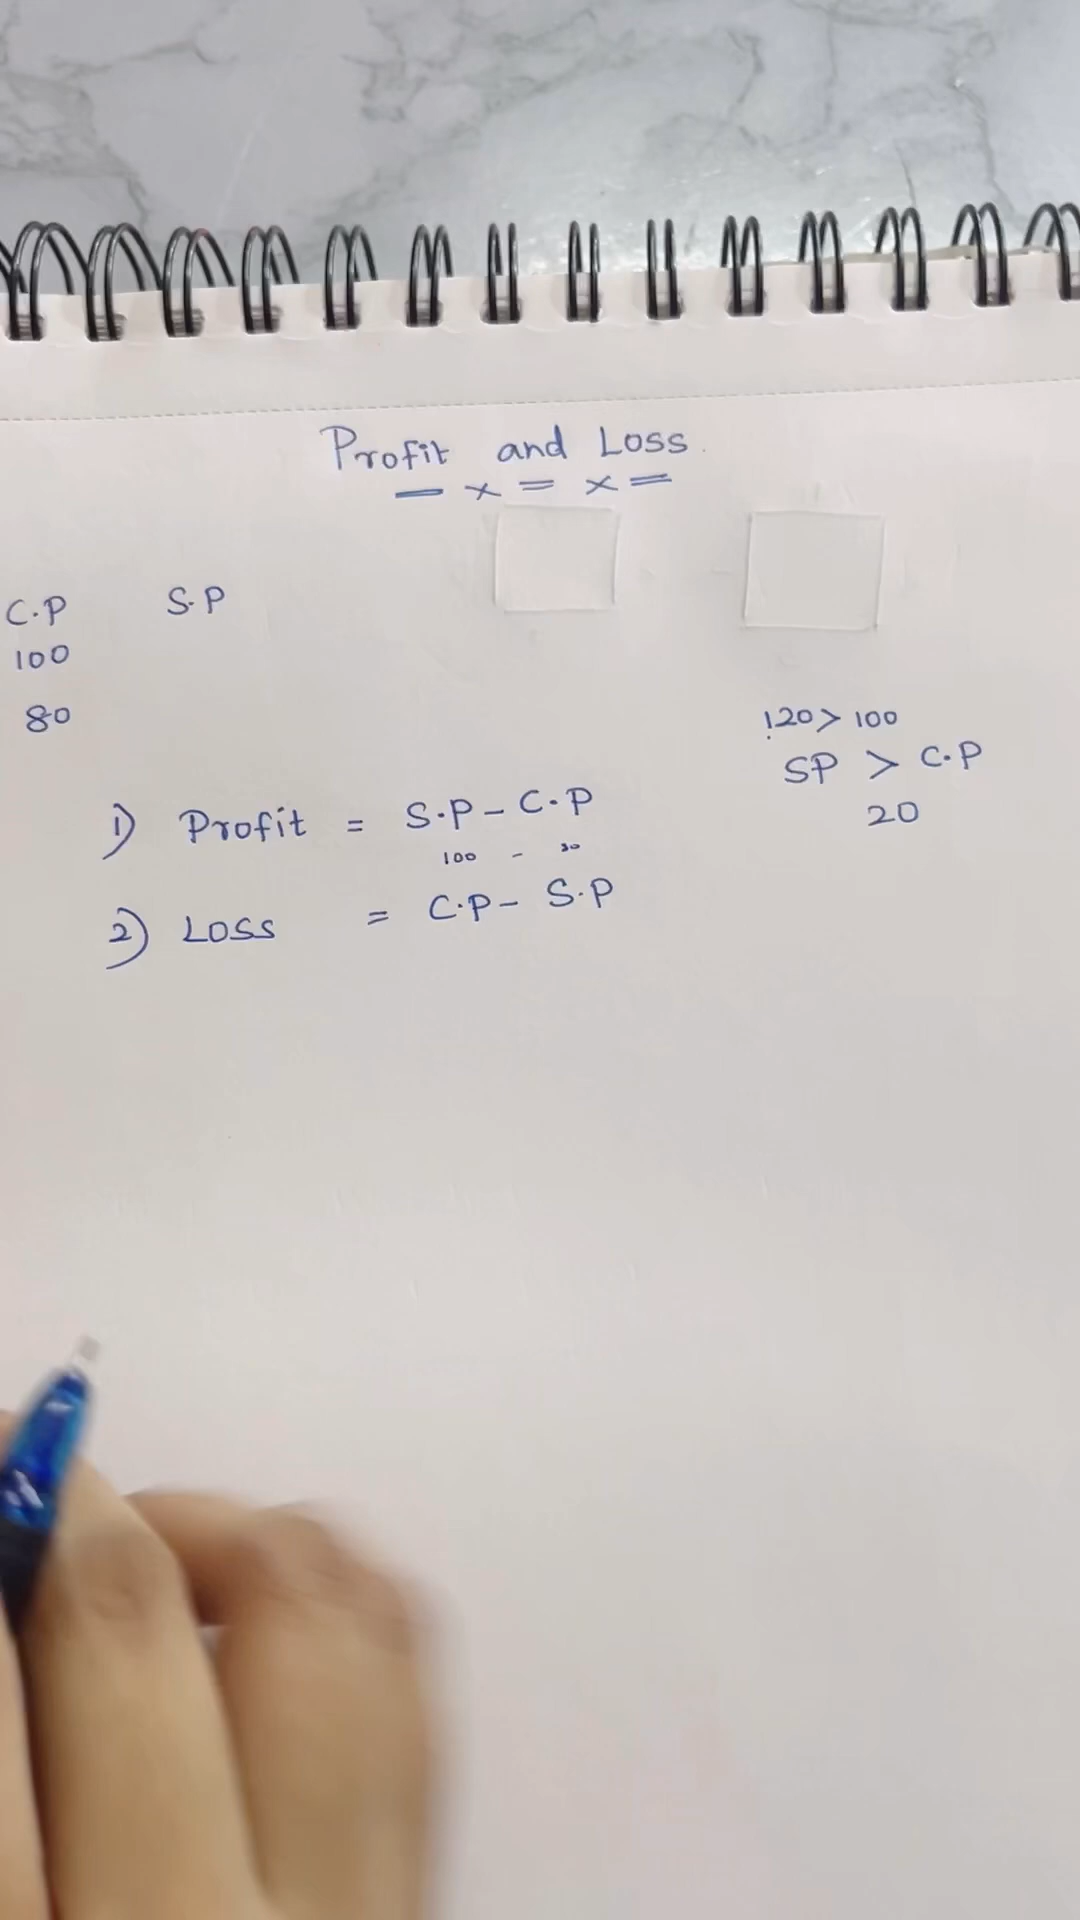 Profit and Loss.
C.P S.P
100
80
120 > 100
SP > C.P
20
1) Profit = S.P - C.P
100 -
2) Loss = C.P - S.P